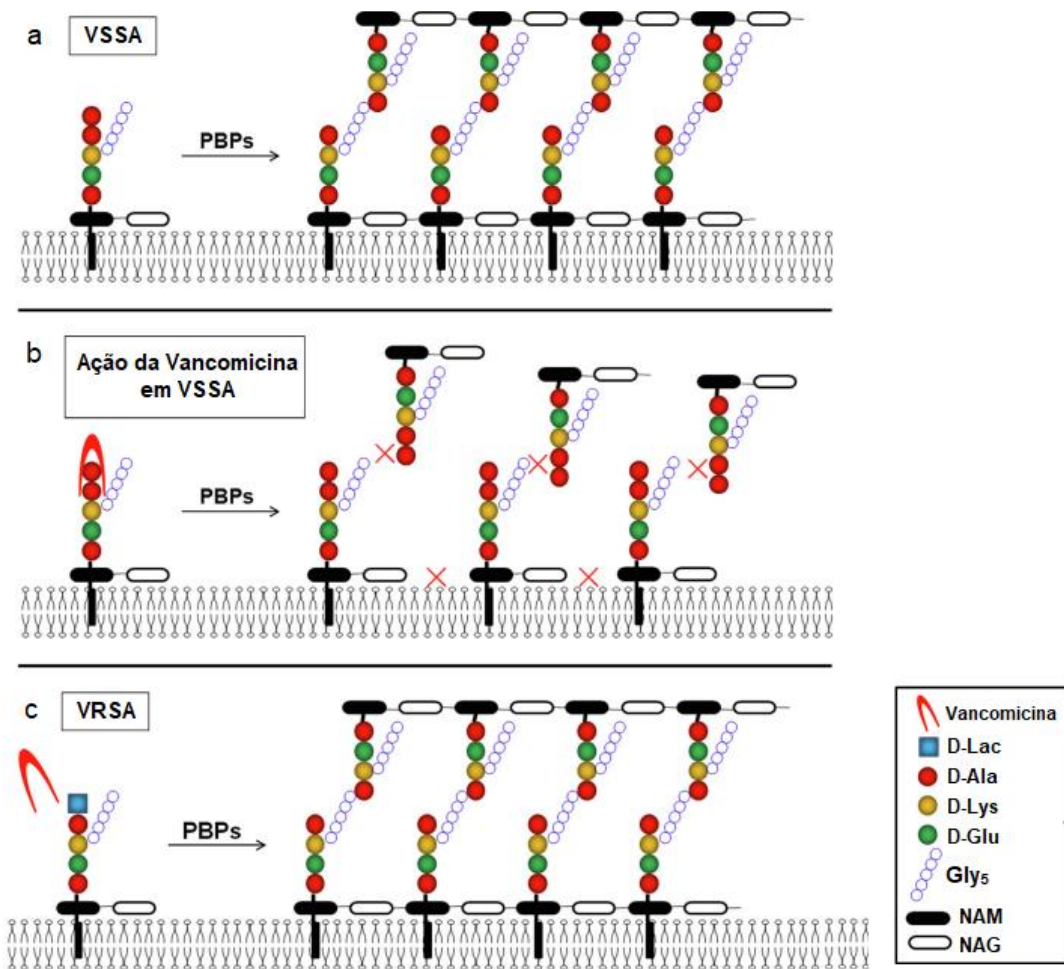 a VSSA
PBPs
b Ação da Vancomicina
em VSSA
PBPs
c VRSA
PBPs
Vancomicina
D-Lac
D-Ala
D-Lys
D-Glu
Gly₅
NAM
NAG